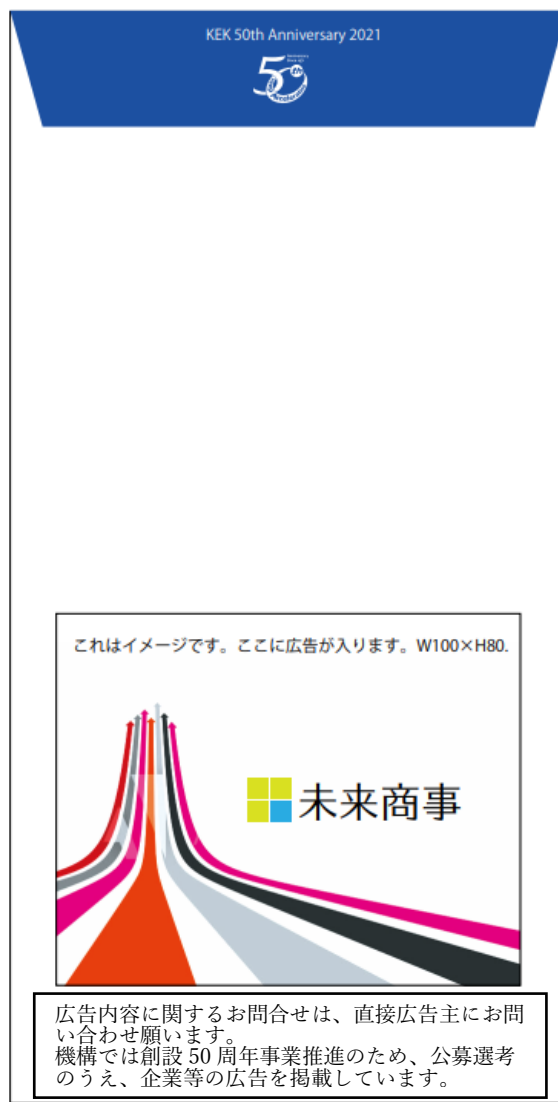 KEK 50th Anniversary 2021
50th
これはイメージです。ここに広告が入ります。W100×H80.
未来商事
広告内容に関するお問合せは、直接広告主にお問
い合わせ願います。
機構では創設 50 周年事業推進のため、公募選考
のうえ、企業等の広告を掲載しています。